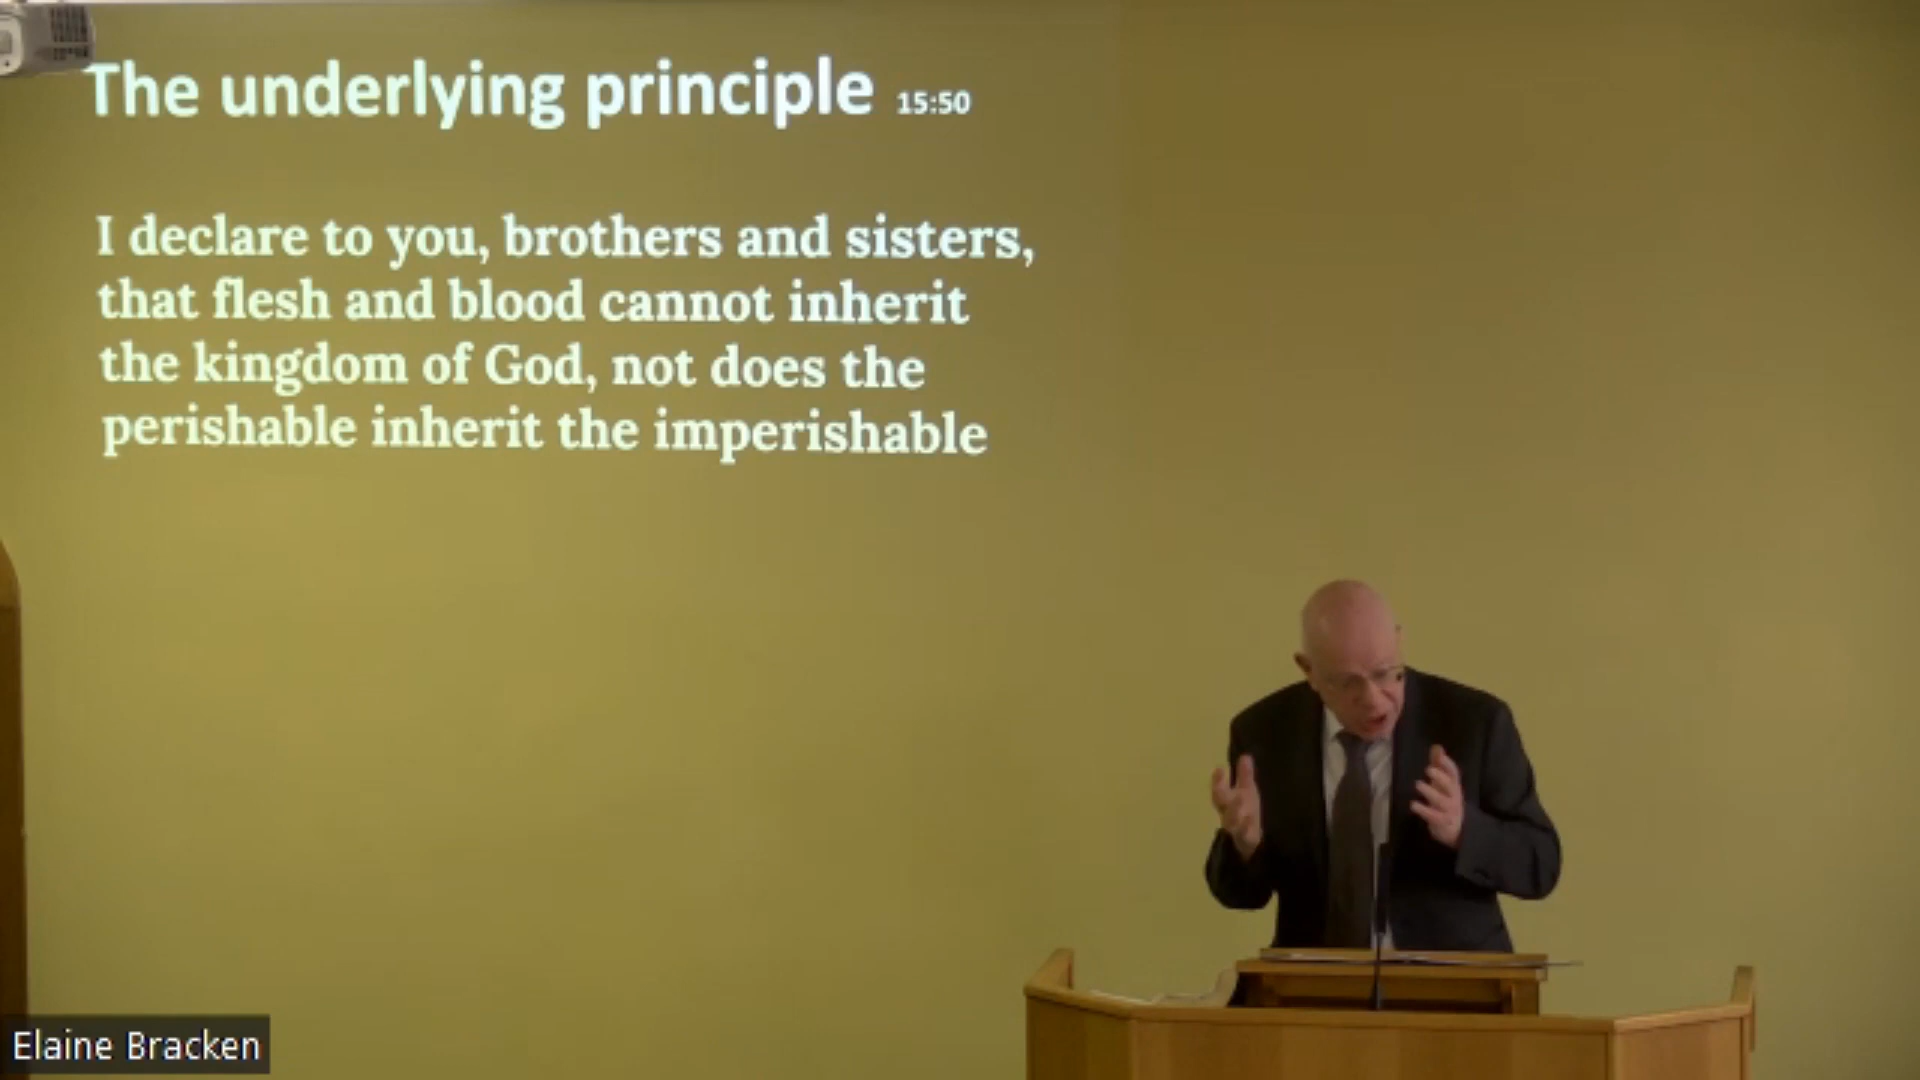 The underlying principle 15:50
I declare to you, brothers and sisters,
that flesh and blood cannot inherit
the kingdom of God, not does the
perishable inherit the imperishable
Elaine Bracken